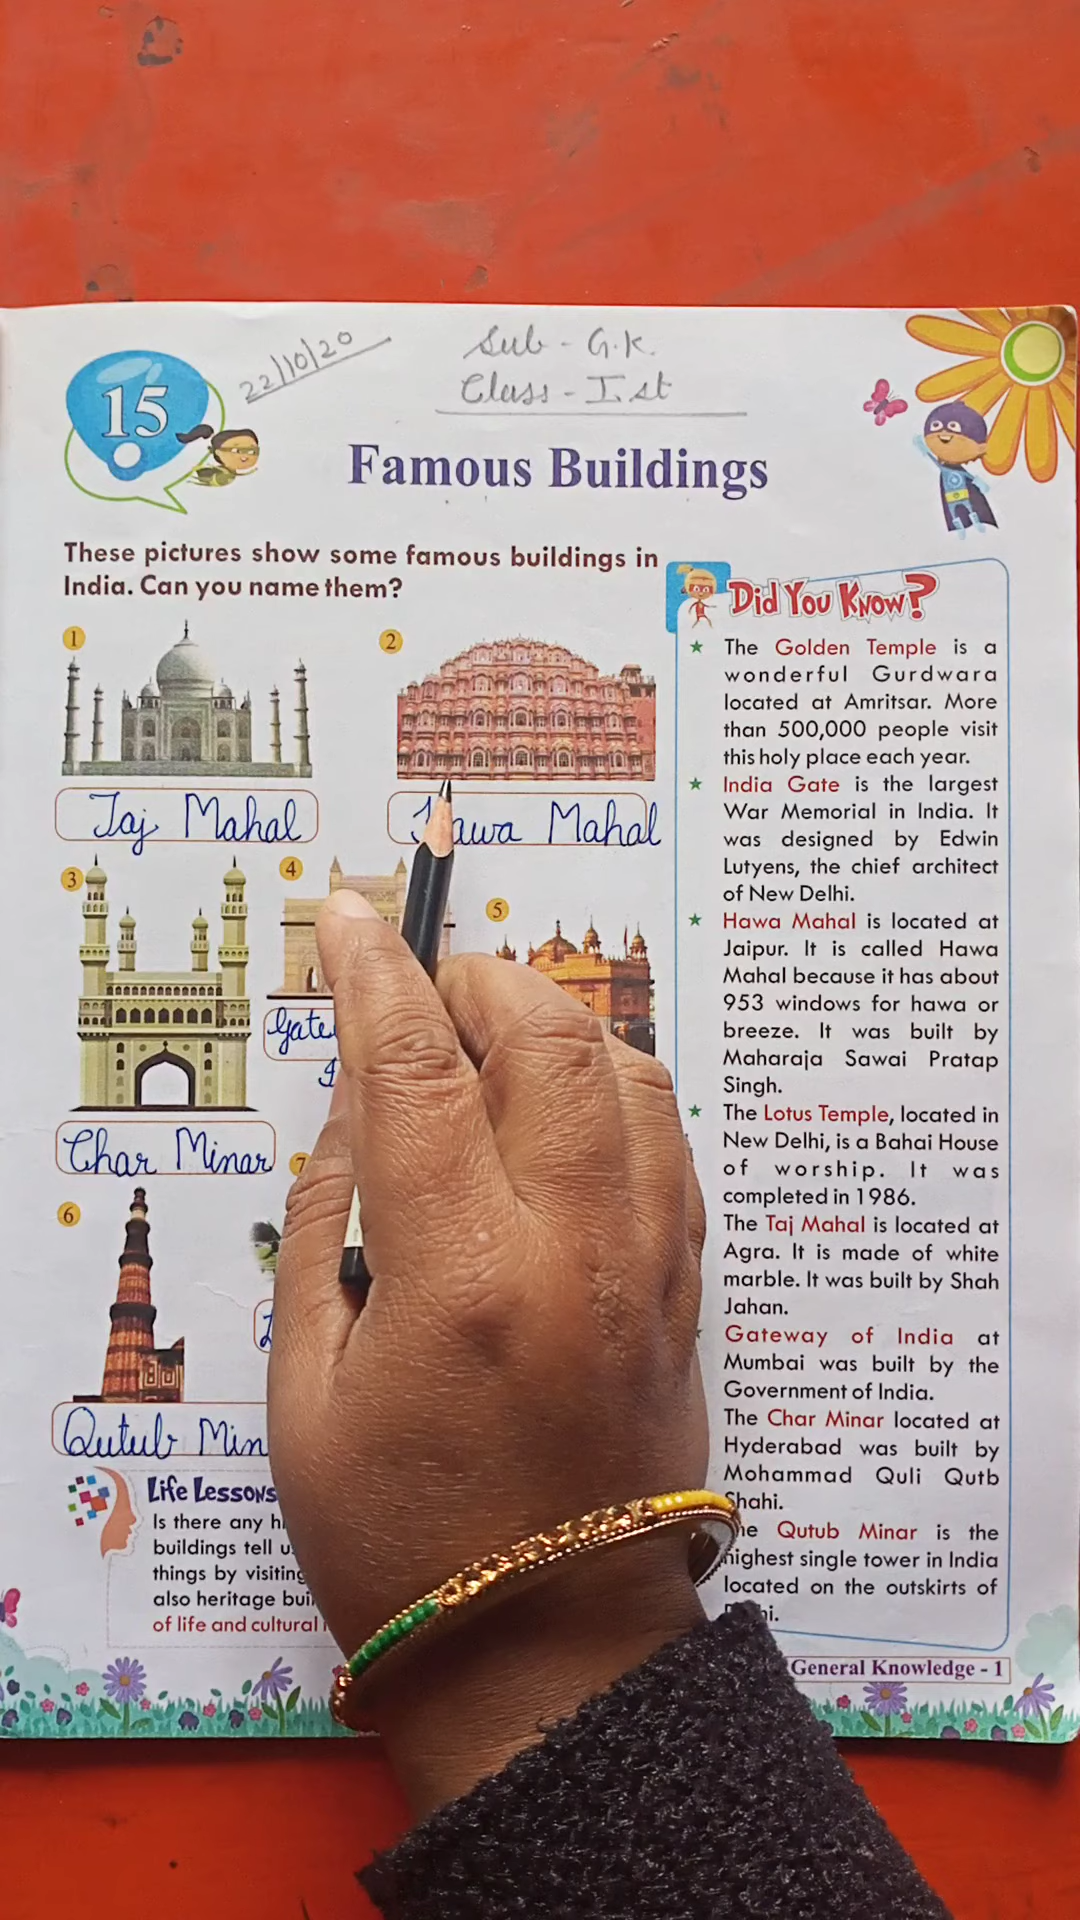 22/10/20
Sub - G.K.
Class - I st
15
Famous Buildings
These pictures show some famous buildings in
India. Can you name them?
1
2
Taj Mahal
Hawa Mahal
3
4
5
Gate
Char Minar
7
6
Qutub Min
Life Lessons
Is there any
buildings tell
things by visiting
also heritage
of life and cultural
Did You Know?
★ The Golden Temple is a
wonderful Gurdwara
located at Amritsar. More
than 500,000 people visit
this holy place each year.
★ India Gate is the largest
War Memorial in India. It
was designed by Edwin
Lutyens, the chief architect
of New Delhi.
★ Hawa Mahal is located at
Jaipur. It is called Hawa
Mahal because it has about
953 windows for hawa or
breeze. It was built by
Maharaja Sawai Pratap
Singh.
★ The Lotus Temple, located in
New Delhi, is a Bahai House
of worship. It was
completed in 1986.
The Taj Mahal is located at
Agra. It is made of white
marble. It was built by Shah
Jahan.
Gateway of India at
Mumbai was built by the
Government of India.
The Char Minar located at
Hyderabad was built by
Mohammad Quli Qutb
Shahi.
Qutub Minar is the
highest single tower in India
located on the outskirts of
General Knowledge - 1